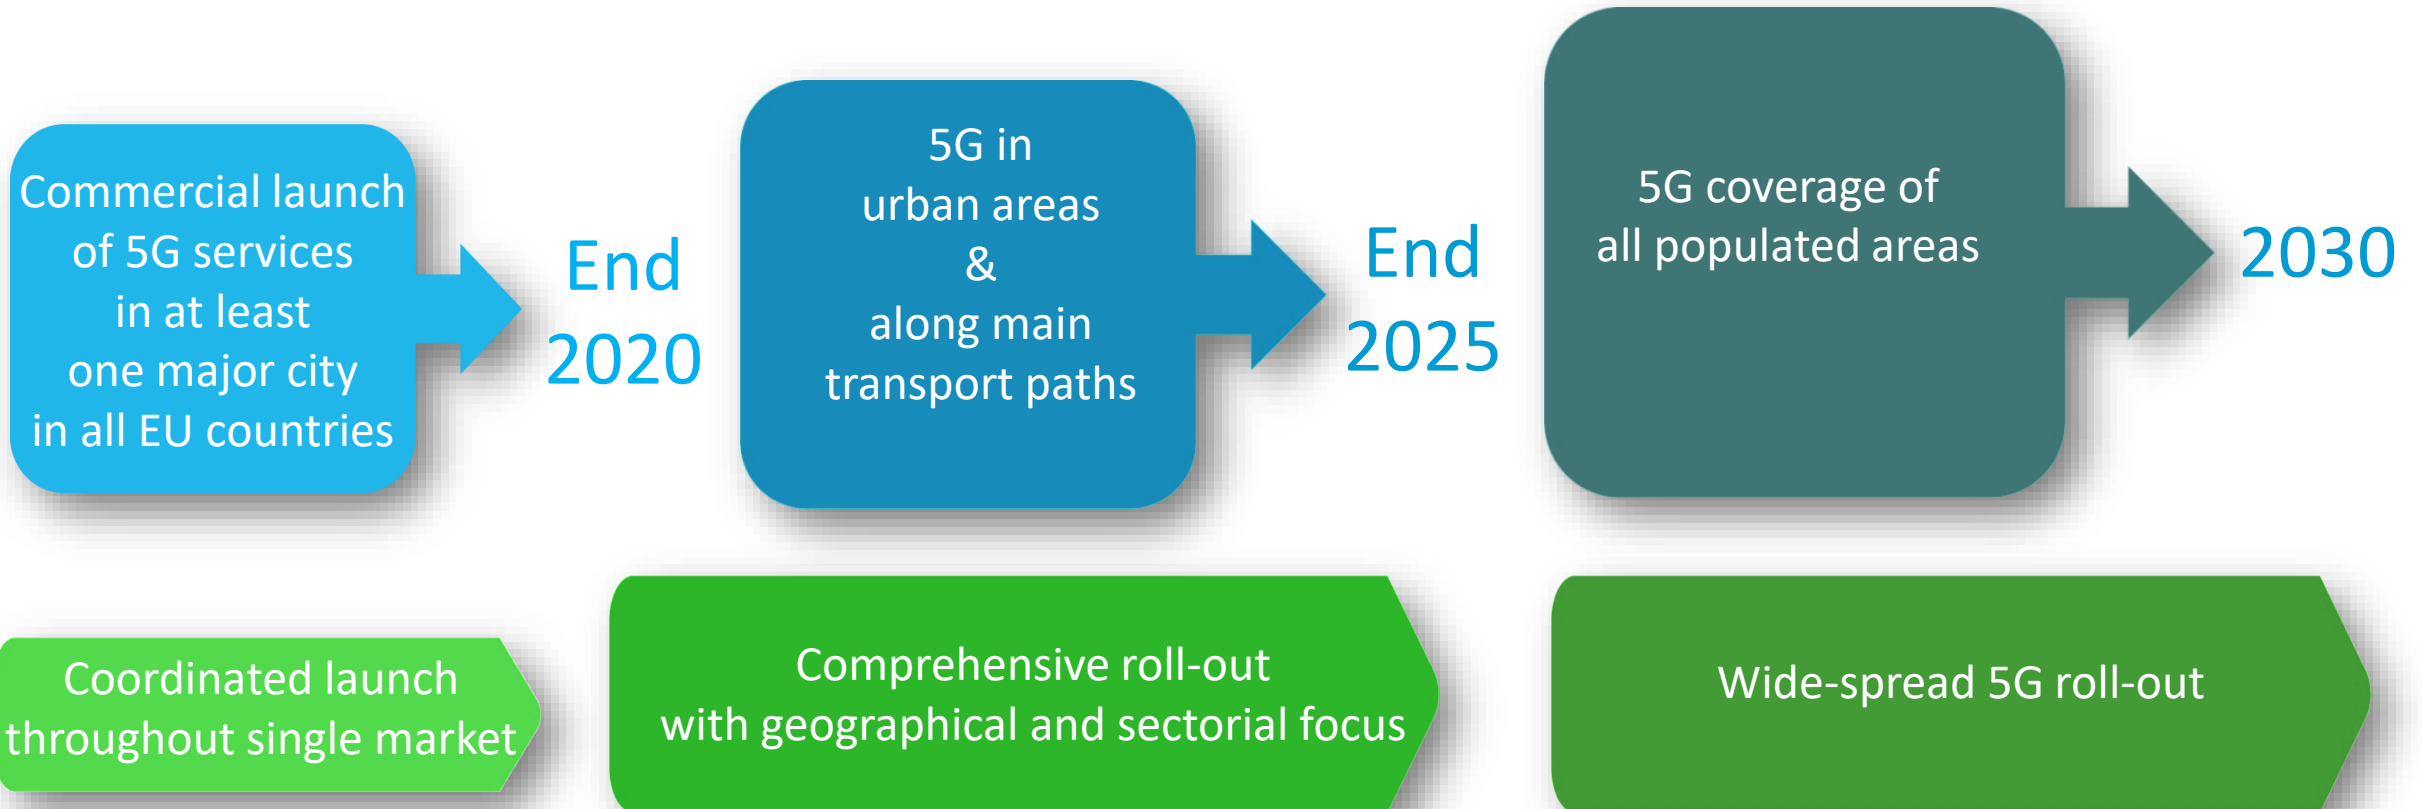 Commercial launch
of 5G services
in at least
one major city
in all EU countries
End
2020
5G in
urban areas
&
along main
transport paths
End
2025
5G coverage of
all populated areas
2030
Coordinated launch
throughout single market
Comprehensive roll-out
with geographical and sectorial focus
Wide-spread 5G roll-out